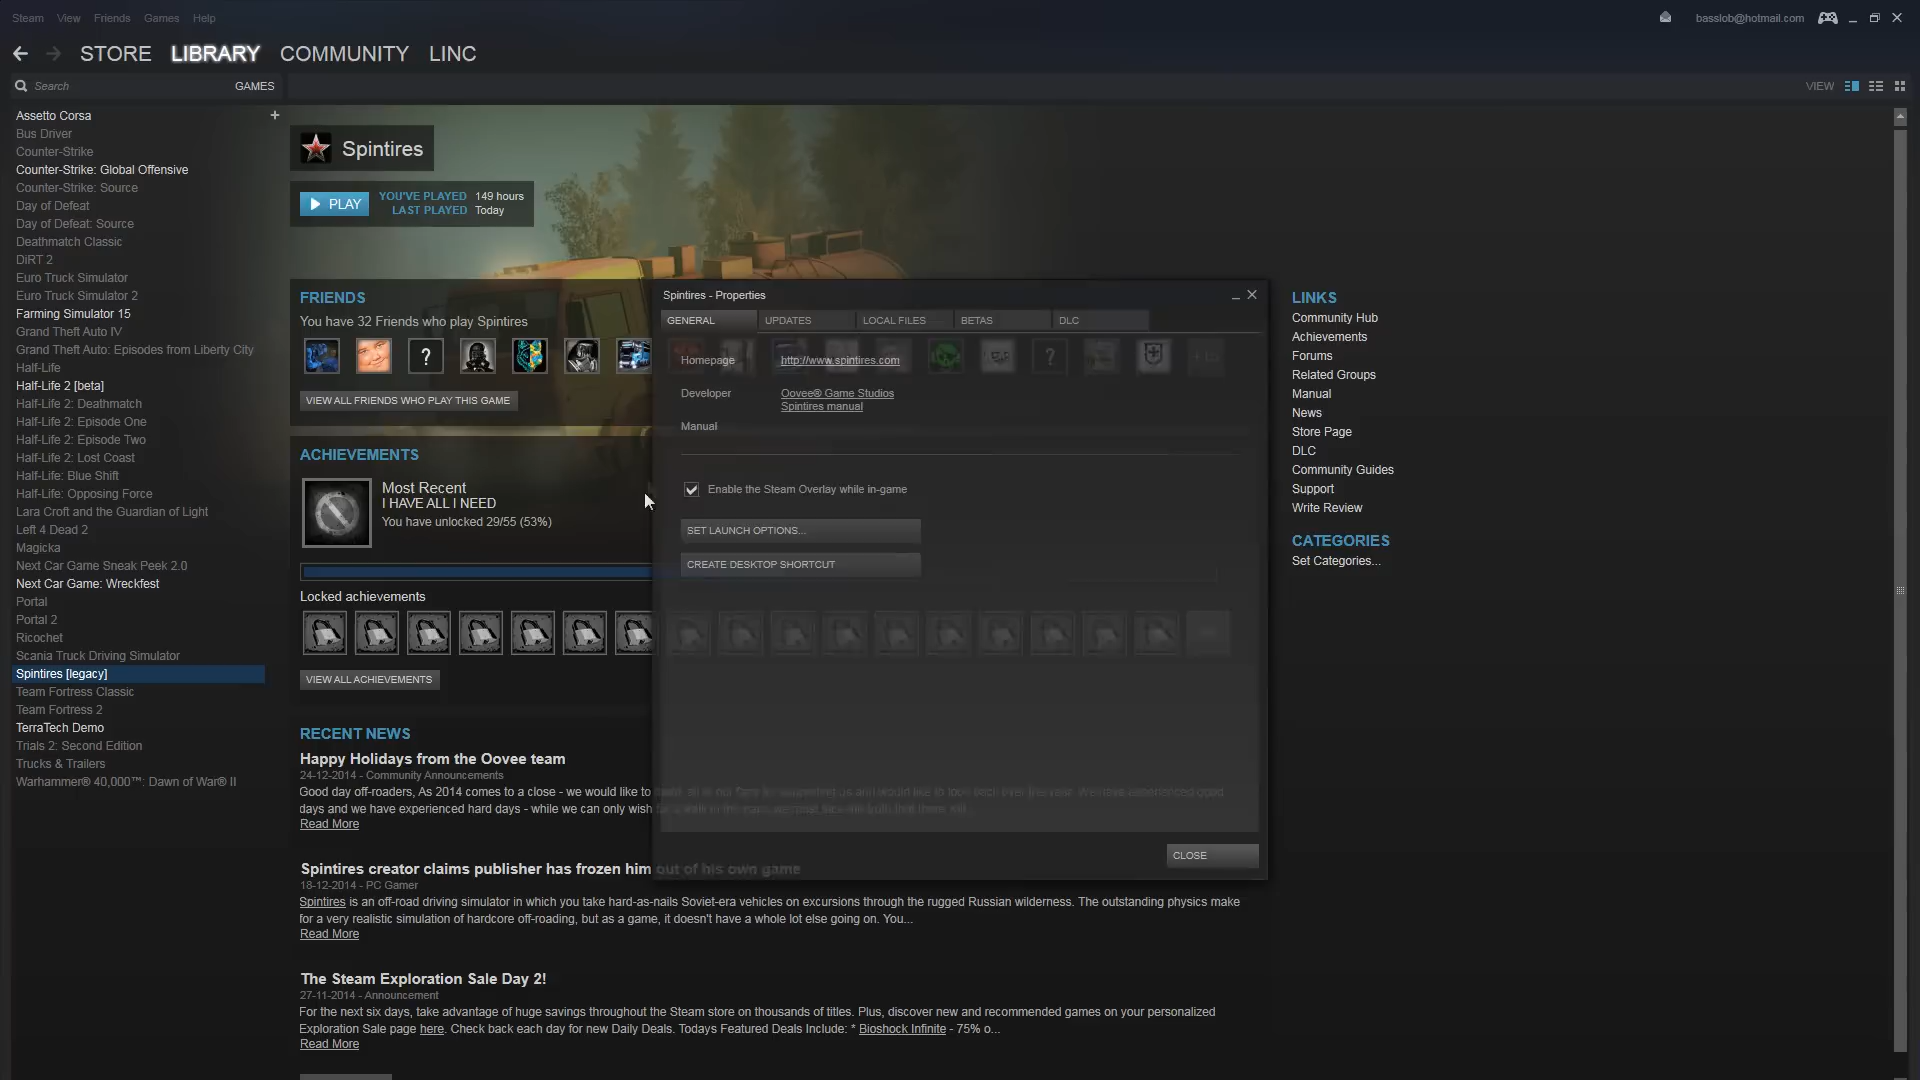 Steam View Friends Games Help
basslob@hotmail.com
STORE LIBRARY COMMUNITY LINC
Search GAMES
VIEW
Assetto Corsa
Bus Driver
Counter-Strike
Counter-Strike: Global Offensive
Counter-Strike: Source
Day of Defeat
Day of Defeat: Source
Deathmatch Classic
DiRT 2
Euro Truck Simulator
Euro Truck Simulator 2
Farming Simulator 15
Grand Theft Auto IV
Grand Theft Auto: Episodes from Liberty City
Half-Life
Half-Life 2 [beta]
Half-Life 2: Deathmatch
Half-Life 2: Episode One
Half-Life 2: Episode Two
Half-Life 2: Lost Coast
Half-Life: Blue Shift
Half-Life: Opposing Force
Lara Croft and the Guardian of Light
Left 4 Dead 2
Magicka
Next Car Game Sneak Peek 2.0
Next Car Game: Wreckfest
Portal
Portal 2
Ricochet
Scania Truck Driving Simulator
Spintires [legacy]
Team Fortress Classic
Team Fortress 2
TerraTech Demo
Trials 2: Second Edition
Trucks & Trailers
Warhammer® 40,000™: Dawn of War® II
Spintires
PLAY
YOU'VE PLAYED 149 hours
LAST PLAYED Today
FRIENDS
You have 32 Friends who play Spintires
VIEW ALL FRIENDS WHO PLAY THIS GAME
ACHIEVEMENTS
Most Recent
I HAVE ALL I NEED
You have unlocked 29/55 (53%)
Locked achievements
VIEW ALL ACHIEVEMENTS
RECENT NEWS
Happy Holidays from the Oovee team
24-12-2014 - Community Announcements
Good day off-roaders, As 2014 comes to a close - we would like to
days and we have experienced hard days - while we can only wish
Read More
Spintires creator claims publisher has frozen him out of his own game
18-12-2014 - PC Gamer
Spintires is an off-road driving simulator in which you take hard-as-nails Soviet-era vehicles on excursions through the rugged Russian wilderness. The outstanding physics make
for a very realistic simulation of hardcore off-roading, but as a game, it doesn't have a whole lot else going on. You...
Read More
The Steam Exploration Sale Day 2!
27-11-2014 - Announcement
For the next six days, take advantage of huge savings throughout the Steam store on thousands of titles. Plus, discover new and recommended games on your personalized
Exploration Sale page here. Check back each day for new Daily Deals. Todays Featured Deals Include: * Bioshock Infinite - 75% o...
Read More
Spintires - Properties
GENERAL UPDATES LOCAL FILES BETAS DLC
Homepage http://www.spintires.com
Developer Oovee® Game Studios
Spintires manual
Manual
Enable the Steam Overlay while in-game
SET LAUNCH OPTIONS...
CREATE DESKTOP SHORTCUT
CLOSE
LINKS
Community Hub
Achievements
Forums
Related Groups
Manual
News
Store Page
DLC
Community Guides
Support
Write Review
CATEGORIES
Set Categories...